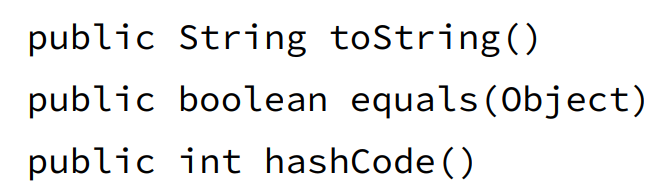 public String toString()
public boolean equals(Object)
public int hashCode()